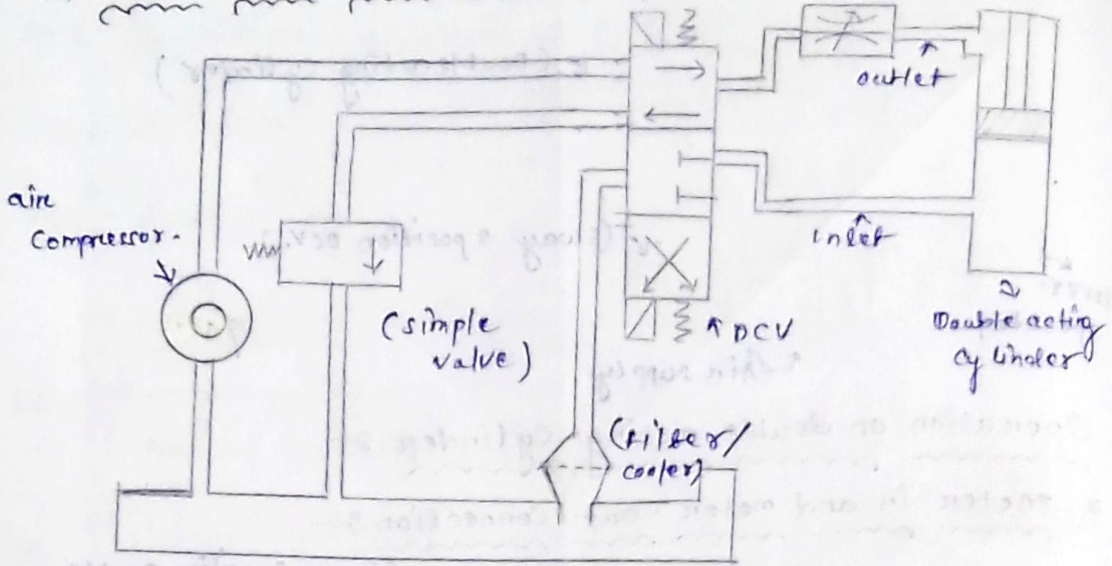 outlet
air
Compressor.
inlet
(simple
valve)
DCV
Double acting
Cylinder
(Filter/
cooler)